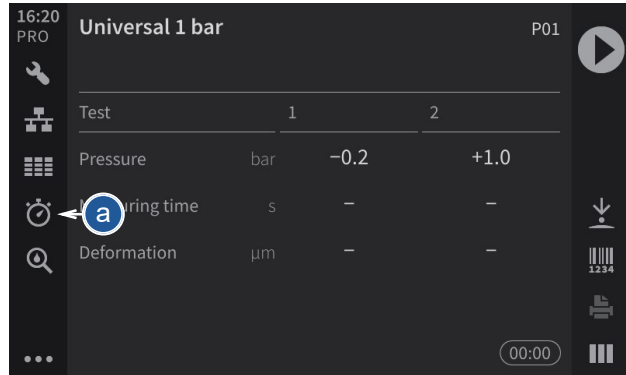 16:20
PRO
Universal 1 bar
P01
Test 1 2
Pressure bar −0.2 +1.0
a
uring time s – –
Deformation µm – –
1234
00:00